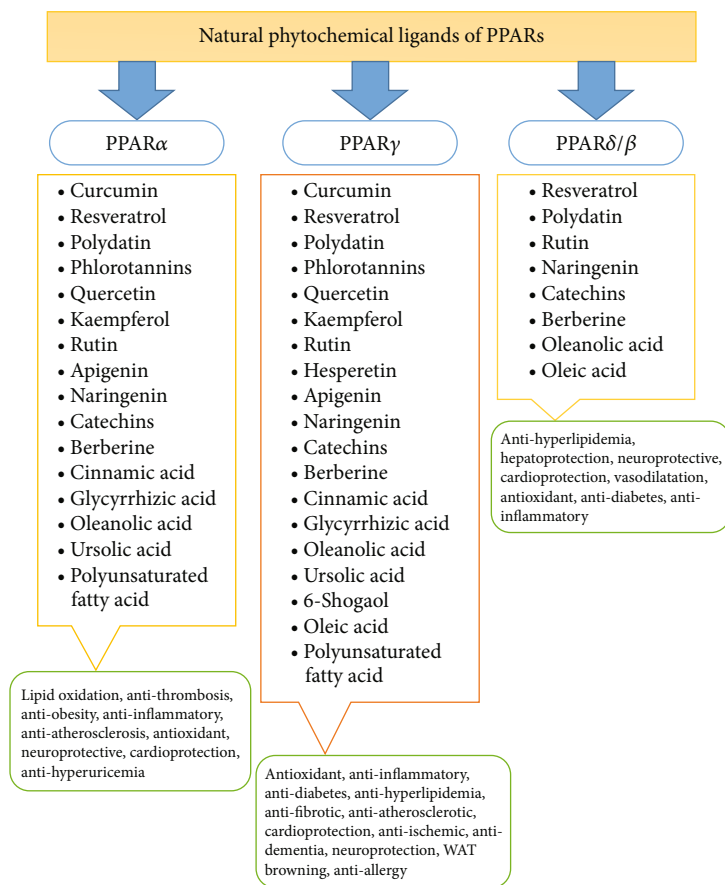 Natural phytochemical ligands of PPARs
PPARα
• Curcumin
• Resveratrol
• Polydatin
• Phlorotannins
• Quercetin
• Kaempferol
• Rutin
• Apigenin
• Naringenin
• Catechins
• Berberine
• Cinnamic acid
• Glycyrrhizic acid
• Oleanolic acid
• Ursolic acid
• Polyunsaturated
fatty acid
Lipid oxidation, anti-thrombosis,
anti-obesity, anti-inflammatory,
anti-atherosclerosis, antioxidant,
neuroprotective, cardioprotection,
anti-hyperuricemia
PPARγ
• Curcumin
• Resveratrol
• Polydatin
• Phlorotannins
• Quercetin
• Kaempferol
• Rutin
• Hesperetin
• Apigenin
• Naringenin
• Catechins
• Berberine
• Cinnamic acid
• Glycyrrhizic acid
• Oleanolic acid
• Ursolic acid
• 6-Shogaol
• Oleic acid
• Polyunsaturated
fatty acid
Antioxidant, anti-inflammatory,
anti-diabetes, anti-hyperlipidemia,
anti-fibrotic, anti-atherosclerotic,
cardioprotection, anti-ischemic, anti-
dementia, neuroprotection, WAT
browning, anti-allergy
PPARδ/β
• Resveratrol
• Polydatin
• Rutin
• Naringenin
• Catechins
• Berberine
• Oleanolic acid
• Oleic acid
Anti-hyperlipidemia,
hepatoprotection, neuroprotective,
cardioprotection, vasodilatation,
antioxidant, anti-diabetes, anti-
inflammatory